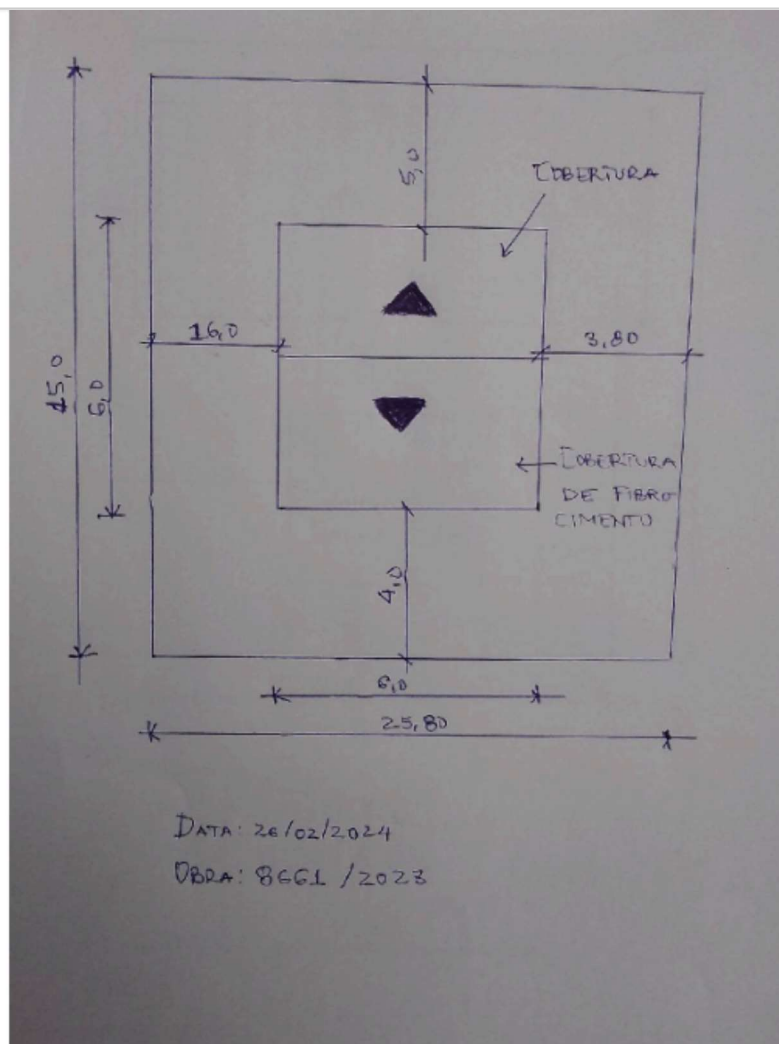 5,0
COBERTURA
16,0
3,80
15,0
6,0
COBERTURA
DE FIBRO
CIMENTO
4,0
6,0
25,80
DATA: 26/02/2024
OBRA: 8661/2023